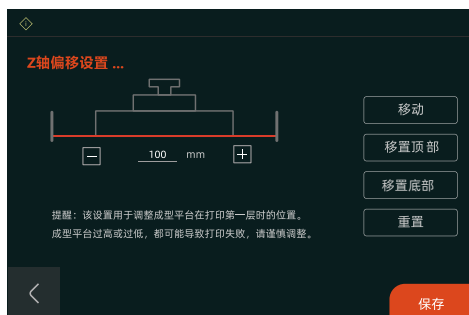 Z轴偏移设置 ...
移动
移置顶部
100 mm
移置底部
重置
提醒：该设置用于调整成型平台在打印第一层时的位置。
成型平台过高或过低，都可能导致打印失败，请谨慎调整。
保存